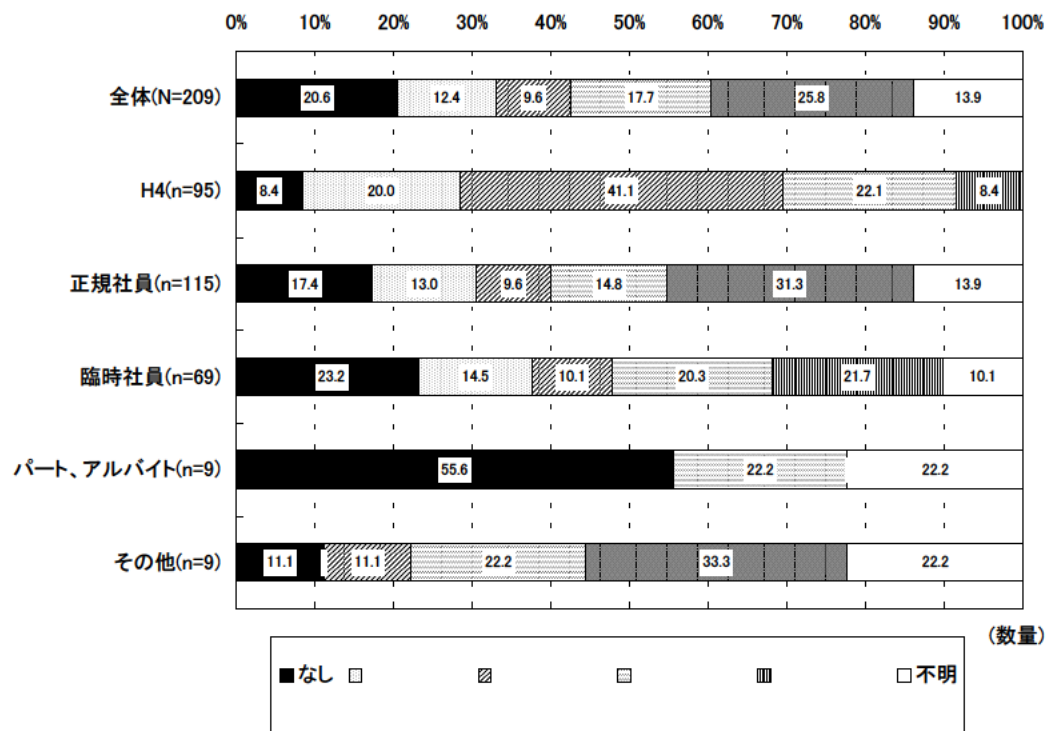 0% 10% 20% 30% 40% 50% 60% 70% 80% 90% 100%
全体(N=209) 20.6 12.4 9.6 17.7 25.8 13.9
H4(n=95) 8.4 20.0 41.1 22.1 8.4
正規社員(n=115) 17.4 13.0 9.6 14.8 31.3 13.9
臨時社員(n=69) 23.2 14.5 10.1 20.3 21.7 10.1
パート、アルバイト(n=9) 55.6 22.2 22.2
その他(n=9) 11.1 11.1 22.2 33.3 22.2
(数量)
なし 不明